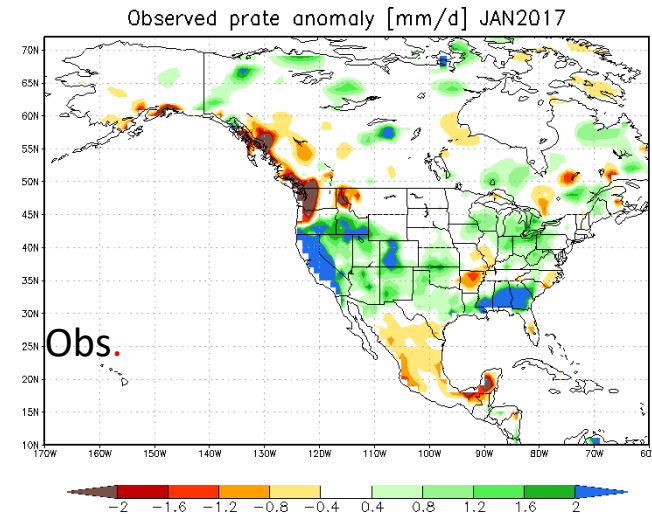 Observed prate anomaly [mm/d] JAN2017
70N
65N
60N
55N
50N
45N
40N
35N
30N
25N
20N
15N
10N
Obs.
170W 160W 150W 140W 130W 120W 110W 100W 90W 80W 70W 60
-2 -1.6 -1.2 -0.8 -0.4 0.4 0.8 1.2 1.6 2